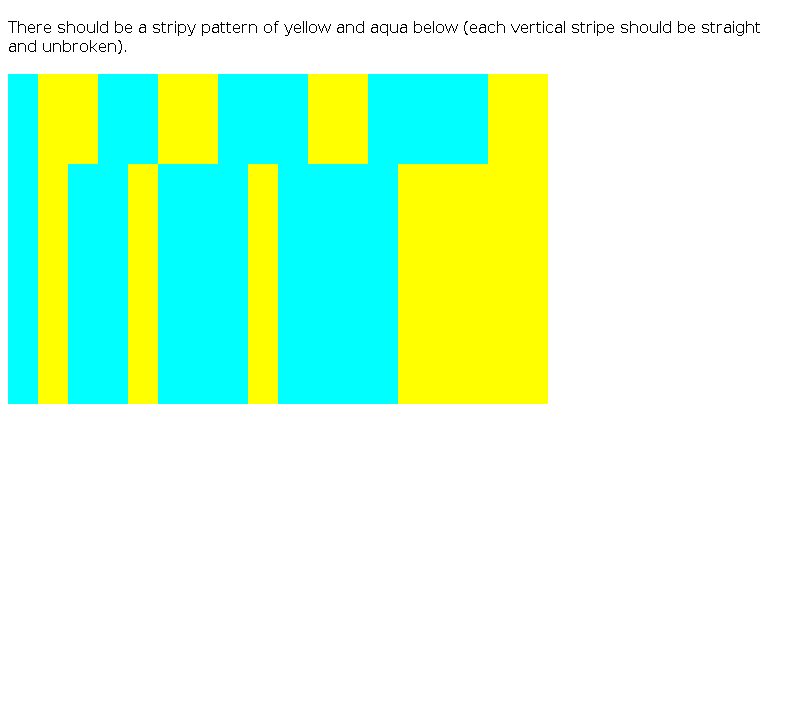 There should be a stripy pattern of yellow and aqua below (each vertical stripe should be straight
and unbroken).